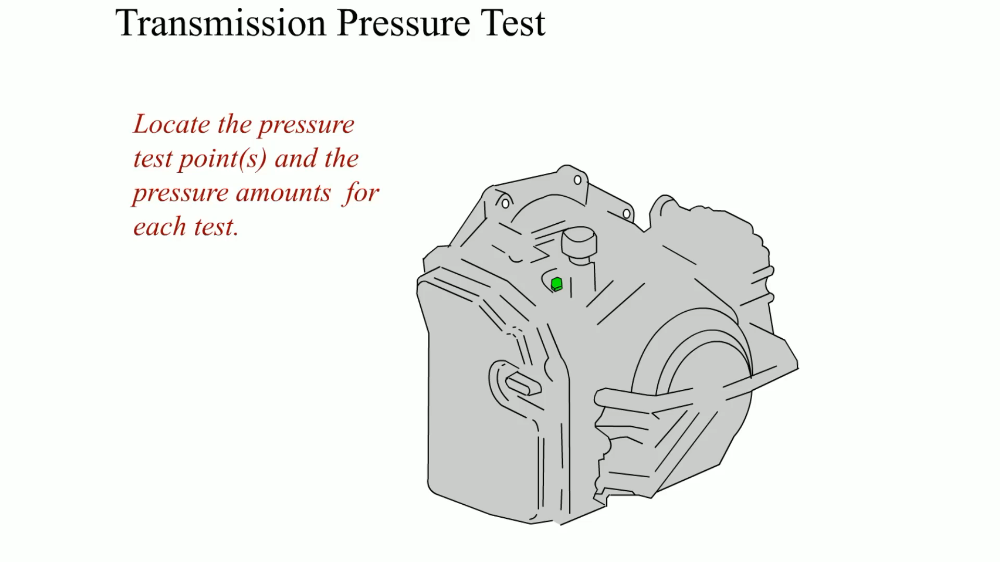 Transmission Pressure Test
Locate the pressure
test point(s) and the
pressure amounts  for
each test.